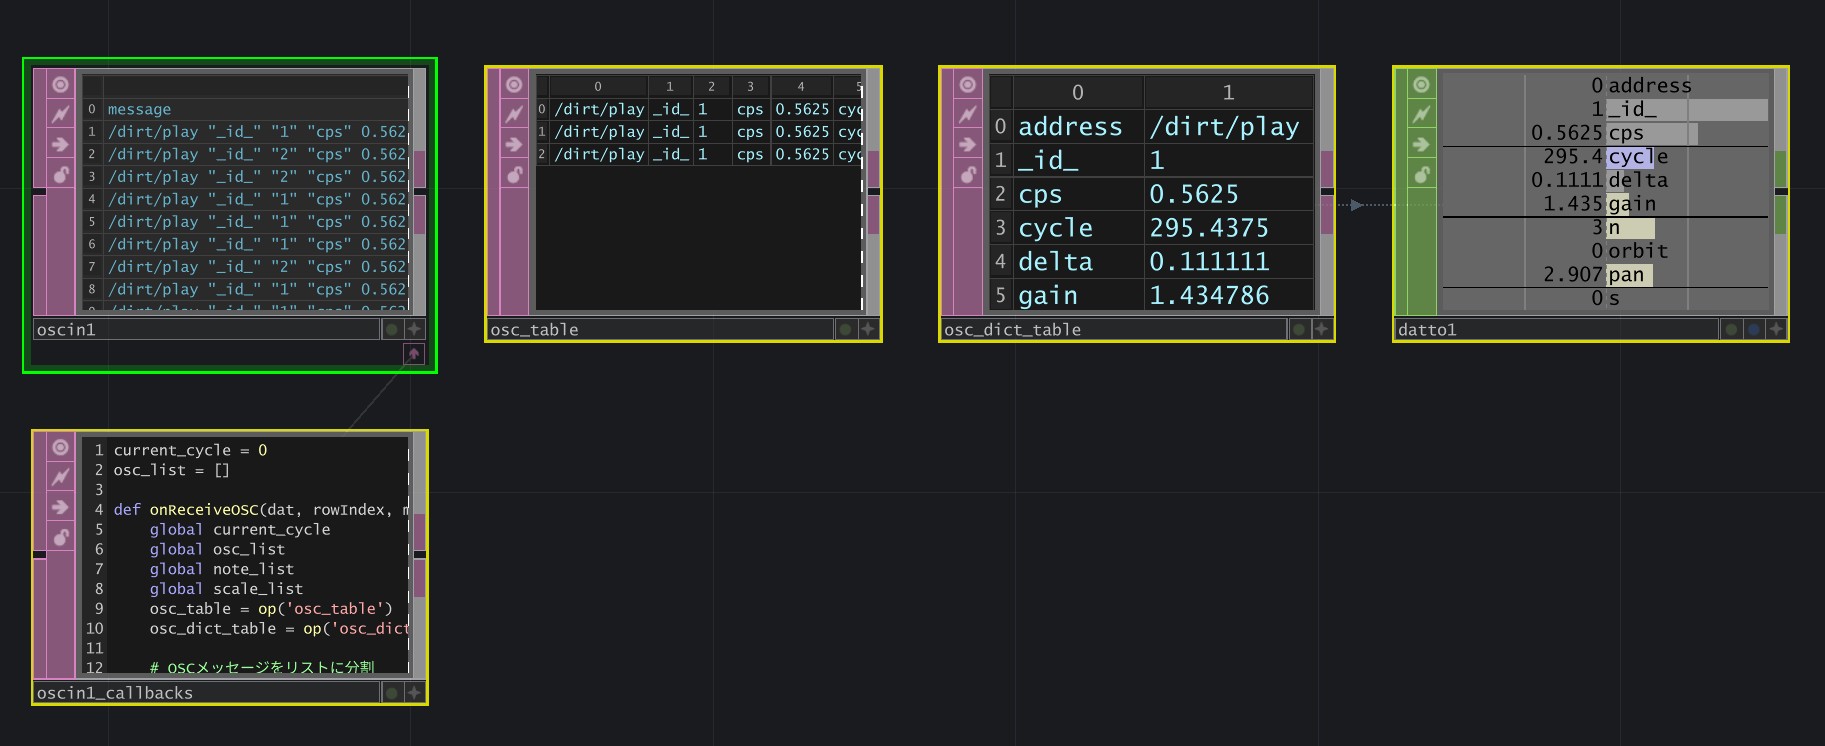 0 message
1 /dirt/play "_id_" "1" "cps" 0.562
2 /dirt/play "_id_" "2" "cps" 0.562
3 /dirt/play "_id_" "2" "cps" 0.562
4 /dirt/play "_id_" "1" "cps" 0.562
5 /dirt/play "_id_" "1" "cps" 0.562
6 /dirt/play "_id_" "1" "cps" 0.562
7 /dirt/play "_id_" "2" "cps" 0.562
8 /dirt/play "_id_" "1" "cps" 0.562
oscin1
0 1 2 3 4 5
0 /dirt/play _id_ 1 cps 0.5625 cyc
1 /dirt/play _id_ 1 cps 0.5625 cyc
2 /dirt/play _id_ 1 cps 0.5625 cyc
osc_table
0 1
0 address /dirt/play
1 _id_ 1
2 cps 0.5625
3 cycle 295.4375
4 delta 0.111111
5 gain 1.434786
osc_dict_table
0 address
1 _id_
0.5625 cps
295.4 cycle
0.1111 delta
1.435 gain
3 n
0 orbit
2.907 pan
0 s
datto1
1 current_cycle = 0
2 osc_list = []
3
4 def onReceiveOSC(dat, rowIndex, m
5 global current_cycle
6 global osc_list
7 global note_list
8 global scale_list
9 osc_table = op('osc_table')
10 osc_dict_table = op('osc_dict
11
12 # OSCメッセージをリストに分割
oscin1_callbacks